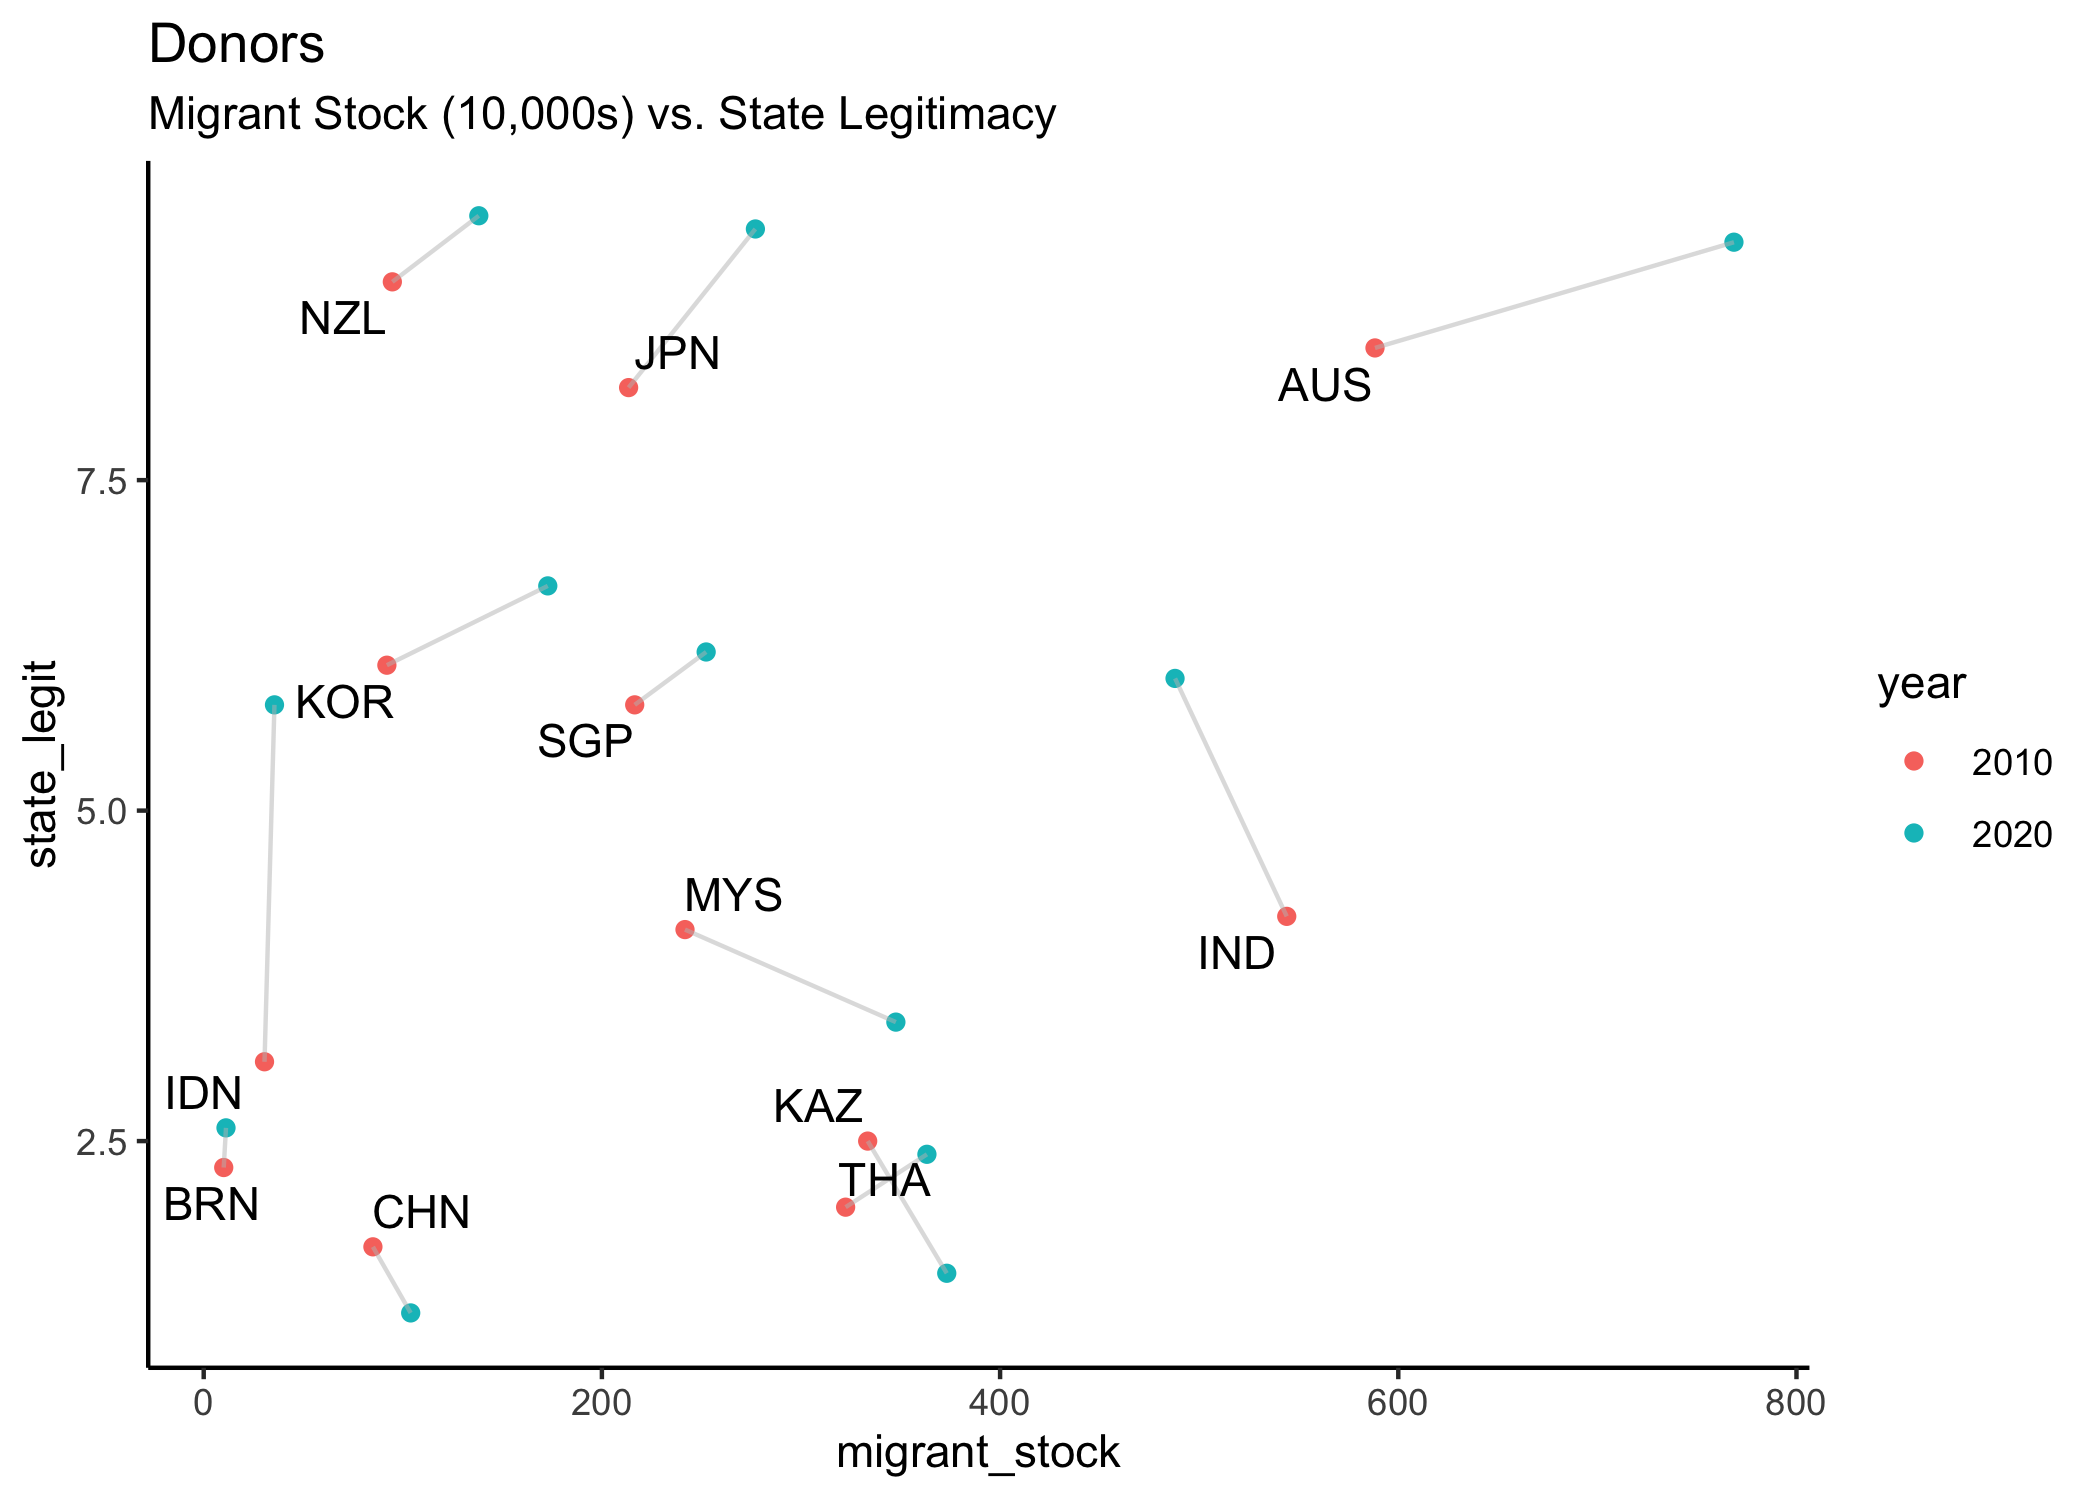 Donors
Migrant Stock (10,000s) vs. State Legitimacy
NZL
JPN
AUS
7.5
KOR
SGP
state_legit
year
2010
2020
5.0
MYS
IND
IDN
KAZ
2.5
THA
BRN
CHN
0
200
400
600
800
migrant_stock